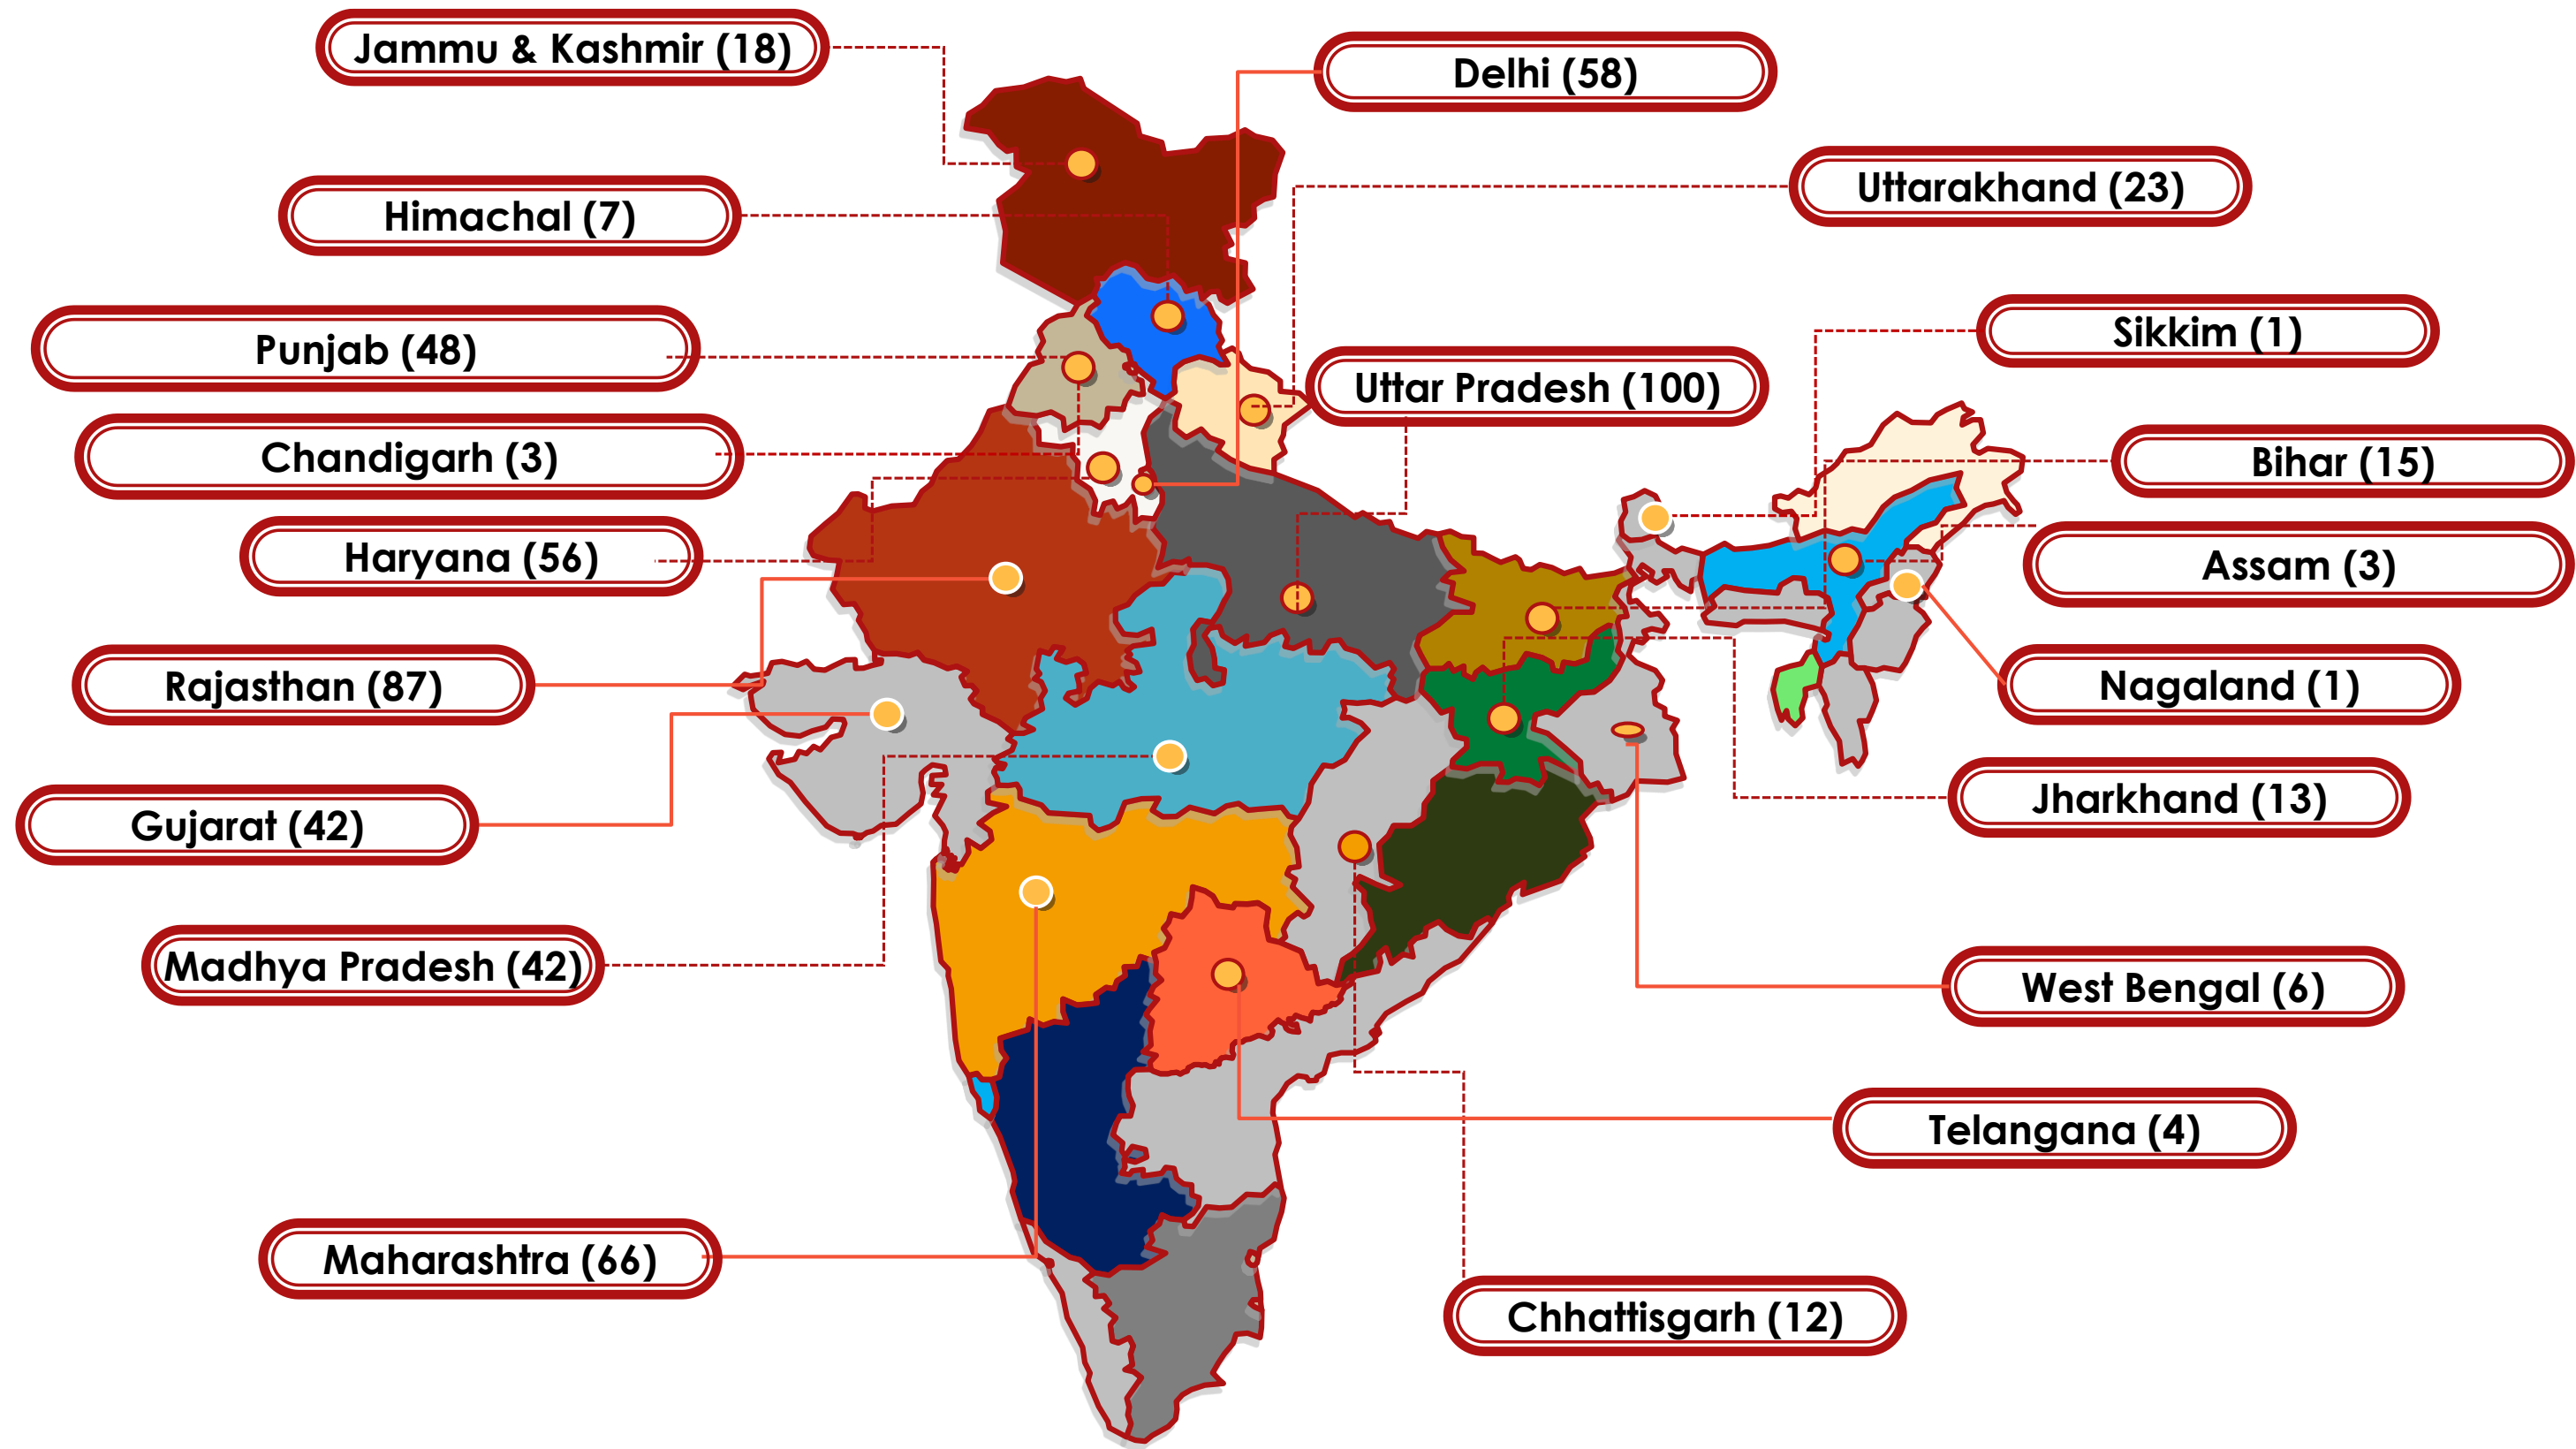 Jammu & Kashmir (18)
Delhi (58)
Uttarakhand (23)
Himachal (7)
Sikkim (1)
Punjab (48)
Uttar Pradesh (100)
Chandigarh (3)
Bihar (15)
Haryana (56)
Assam (3)
Rajasthan (87)
Nagaland (1)
Gujarat (42)
Jharkhand (13)
Madhya Pradesh (42)
West Bengal (6)
Telangana (4)
Maharashtra (66)
Chhattisgarh (12)